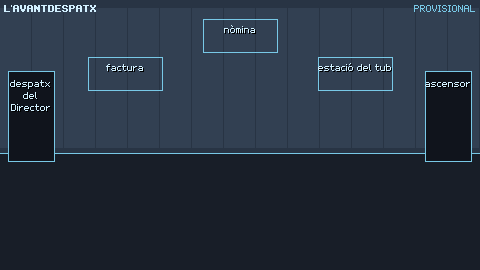 L'AVANTDESPATX
PROVISIONAL
nòmina
factura
estació del tub
despatx
del
Director
ascensor